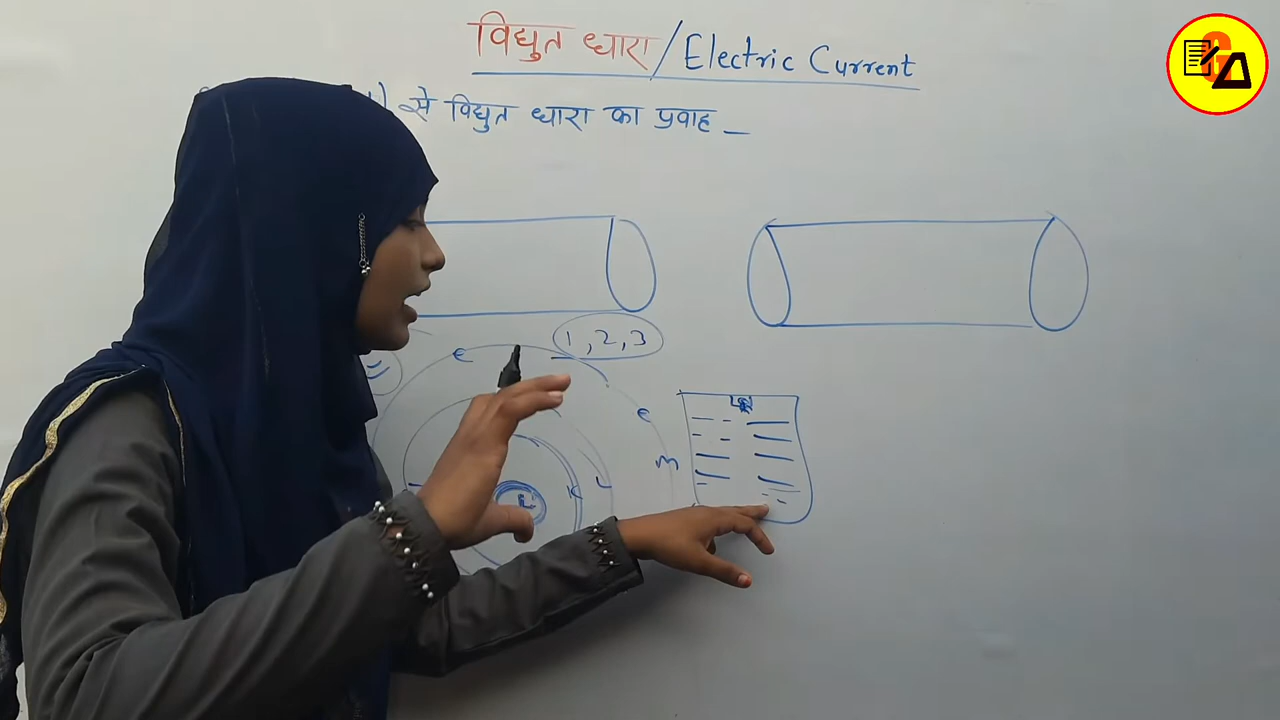 विद्युत धारा / Electric Current
से विद्युत धारा का प्रवाह _
1, 2, 3
e
e
M
K L